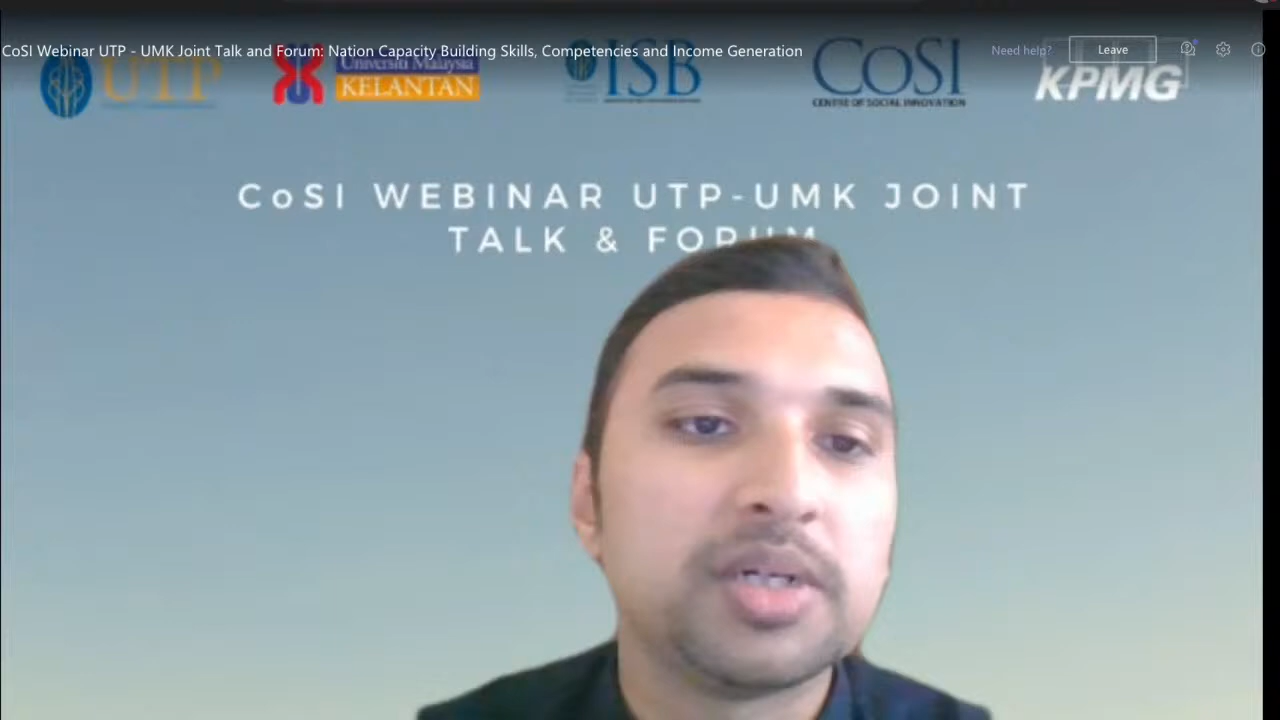 CoSI Webinar UTP - UMK Joint Talk and Forum: Nation Capacity Building Skills, Competencies and Income Generation
Need help?
Leave
UTP
Universiti Malaysia
KELANTAN
ISB
CoSI
CENTRE OF SOCIAL INNOVATION
KPMG
CoSI WEBINAR UTP-UMK JOINT
TALK & FORUM